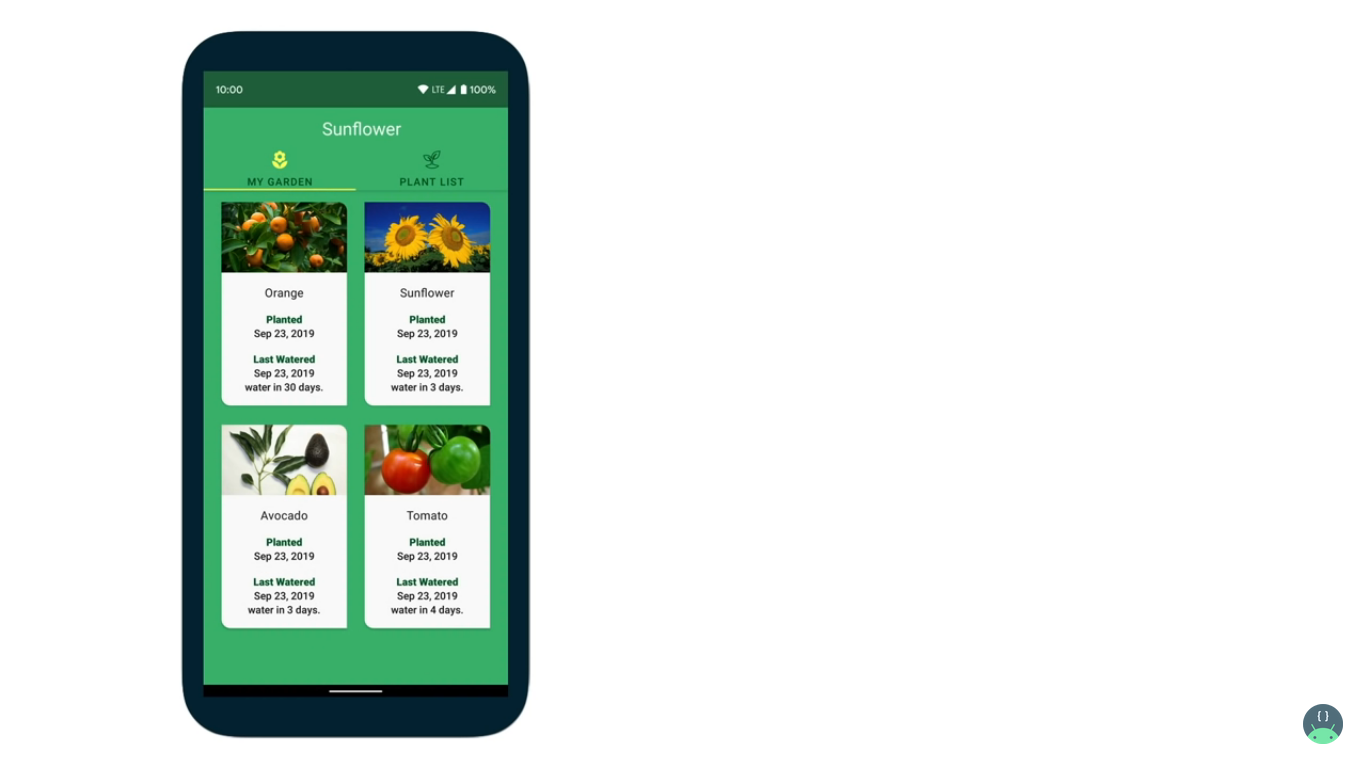 10:00 LTE 100%
Sunflower
MY GARDEN PLANT LIST
Orange
Planted
Sep 23, 2019
Last Watered
Sep 23, 2019
water in 30 days.
Sunflower
Planted
Sep 23, 2019
Last Watered
Sep 23, 2019
water in 3 days.
Avocado
Planted
Sep 23, 2019
Last Watered
Sep 23, 2019
water in 3 days.
Tomato
Planted
Sep 23, 2019
Last Watered
Sep 23, 2019
water in 4 days.
{ }